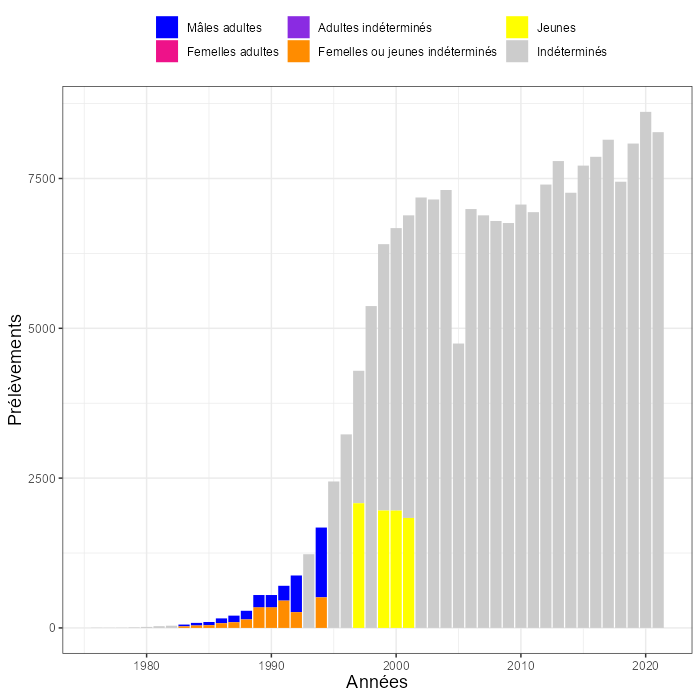 Mâles adultes
Adultes indéterminés
Jeunes
Femelles adultes
Femelles ou jeunes indéterminés
Indéterminés
7500
5000
2500
0
Prélèvements
1980
1990
2000
2010
2020
Années